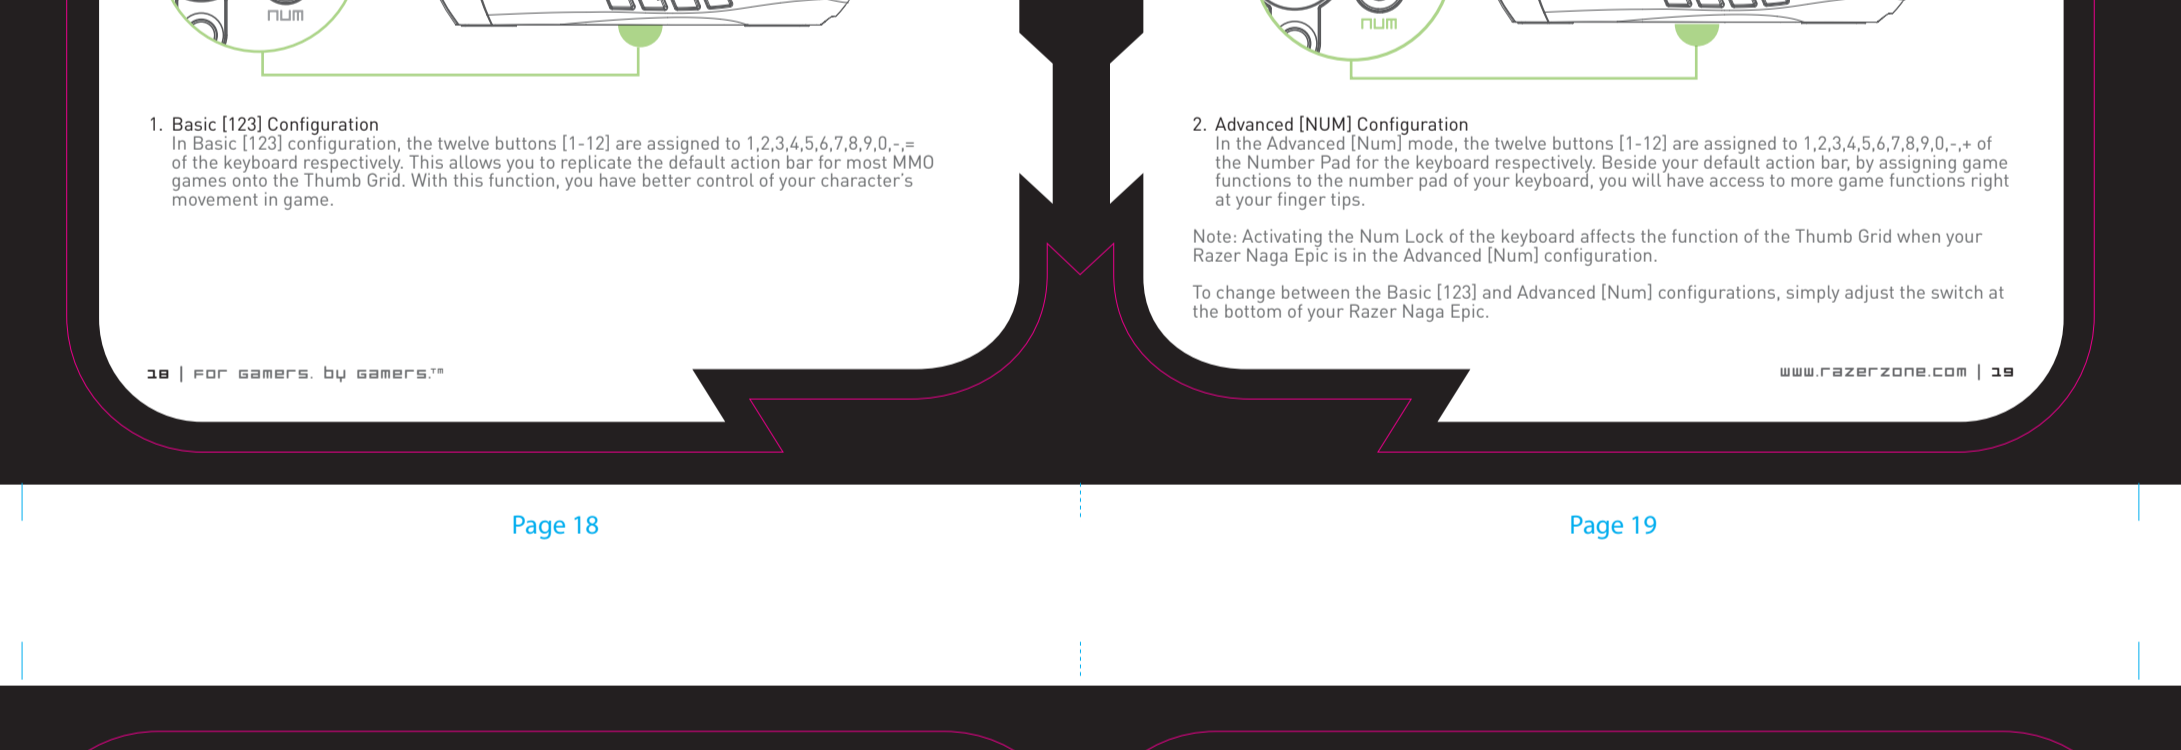 NUM
1. Basic [123] Configuration
In Basic [123] configuration, the twelve buttons [1-12] are assigned to 1,2,3,4,5,6,7,8,9,0,-,=
of the keyboard respectively. This allows you to replicate the default action bar for most MMO
games onto the Thumb Grid. With this function, you have better control of your character's
movement in game.
18 | For Gamers. By Gamers.™
NUM
2. Advanced [NUM] Configuration
In the Advanced [Num] mode, the twelve buttons [1-12] are assigned to 1,2,3,4,5,6,7,8,9,0,-,+ of
the Number Pad for the keyboard respectively. Beside your default action bar, by assigning game
functions to the number pad of your keyboard, you will have access to more game functions right
at your finger tips.
Note: Activating the Num Lock of the keyboard affects the function of the Thumb Grid when your
Razer Naga Epic is in the Advanced [Num] configuration.
To change between the Basic [123] and Advanced [Num] configurations, simply adjust the switch at
the bottom of your Razer Naga Epic.
www.razerzone.com | 19
Page 18
Page 19